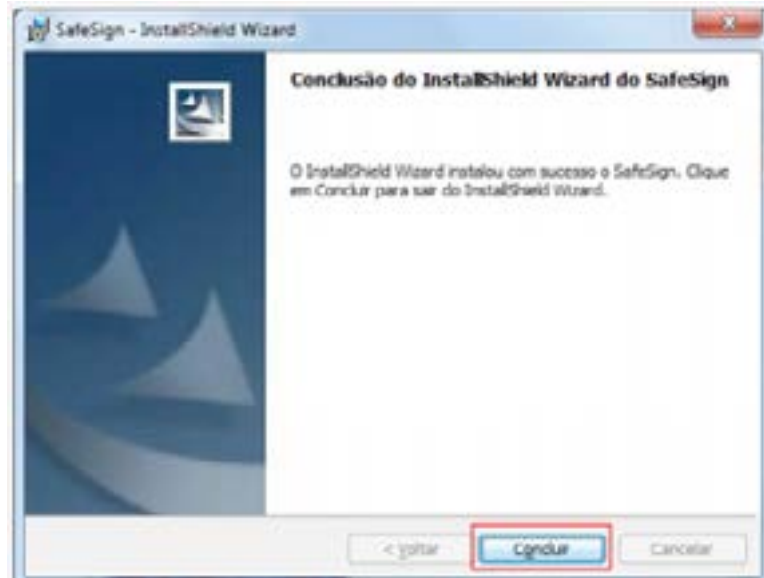 SafeSign - InstallShield Wizard
Conclusão do InstallShield Wizard do SafeSign
O InstallShield Wizard instalou com sucesso o SafeSign. Clique
em Concluir para sair do InstallShield Wizard.
< Voltar Concluir Cancelar